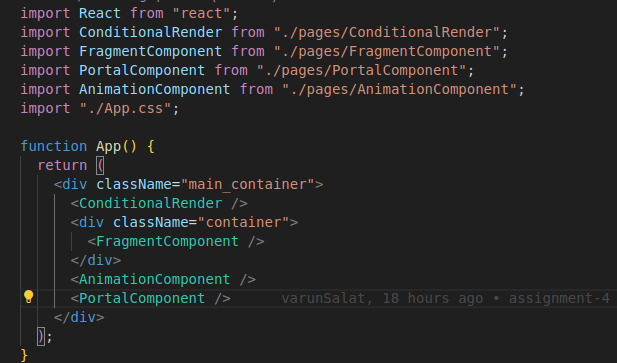 import React from "react";
import ConditionalRender from "./pages/ConditionalRender";
import FragmentComponent from "./pages/FragmentComponent";
import PortalComponent from "./pages/PortalComponent";
import AnimationComponent from "./pages/AnimationComponent";
import "./App.css";
function App() {
return (
<div className="main_container">
<ConditionalRender />
<div className="container">
<FragmentComponent />
</div>
<AnimationComponent />
<PortalComponent /> varunSalat, 18 hours ago • assignment-4
</div>
);
}